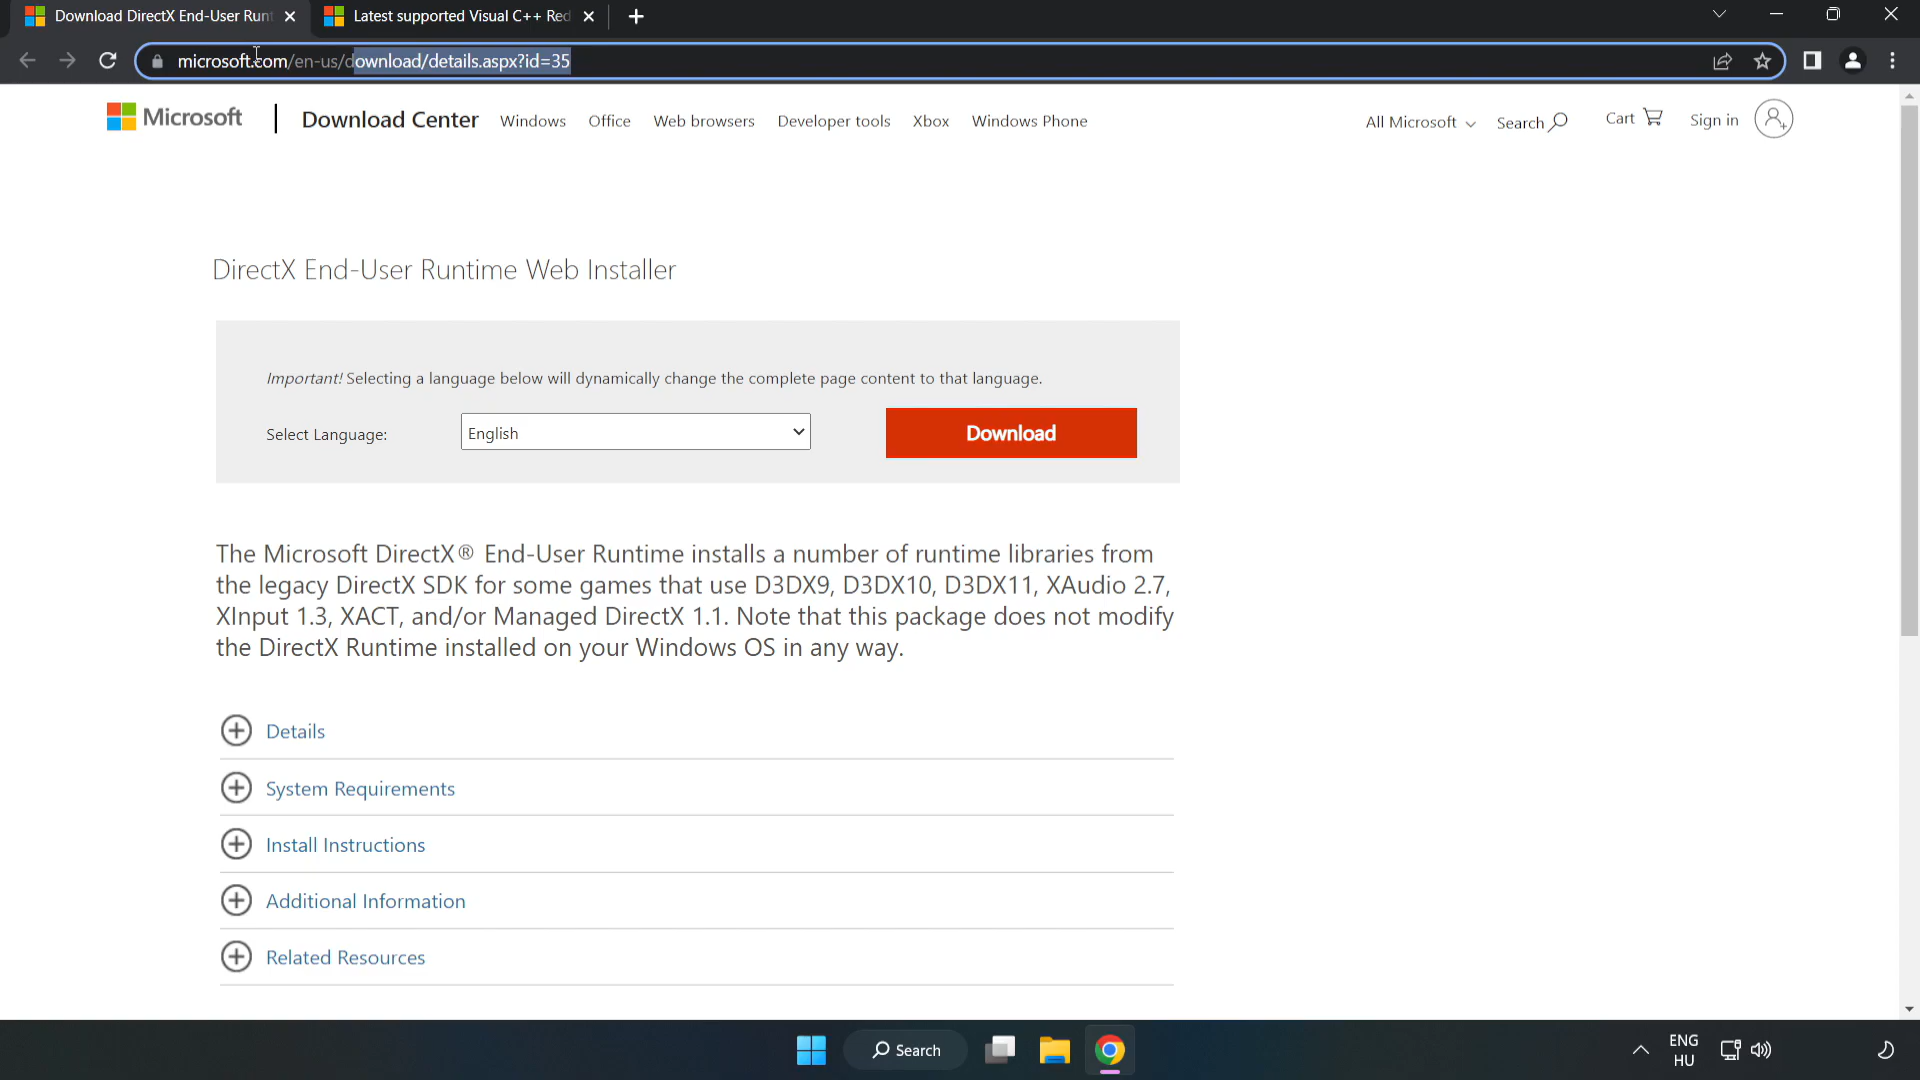 Download DirectX End-User Runt
Latest supported Visual C++ Red
microsoft.com/en-us/download/details.aspx?id=35
Microsoft
Download Center
Windows
Office
Web browsers
Developer tools
Xbox
Windows Phone
All Microsoft
Search
Cart
Sign in
DirectX End-User Runtime Web Installer
Important! Selecting a language below will dynamically change the complete page content to that language.
Select Language:
English
Download
The Microsoft DirectX® End-User Runtime installs a number of runtime libraries from
the legacy DirectX SDK for some games that use D3DX9, D3DX10, D3DX11, XAudio 2.7,
XInput 1.3, XACT, and/or Managed DirectX 1.1. Note that this package does not modify
the DirectX Runtime installed on your Windows OS in any way.
Details
System Requirements
Install Instructions
Additional Information
Related Resources
Search
ENG
HU